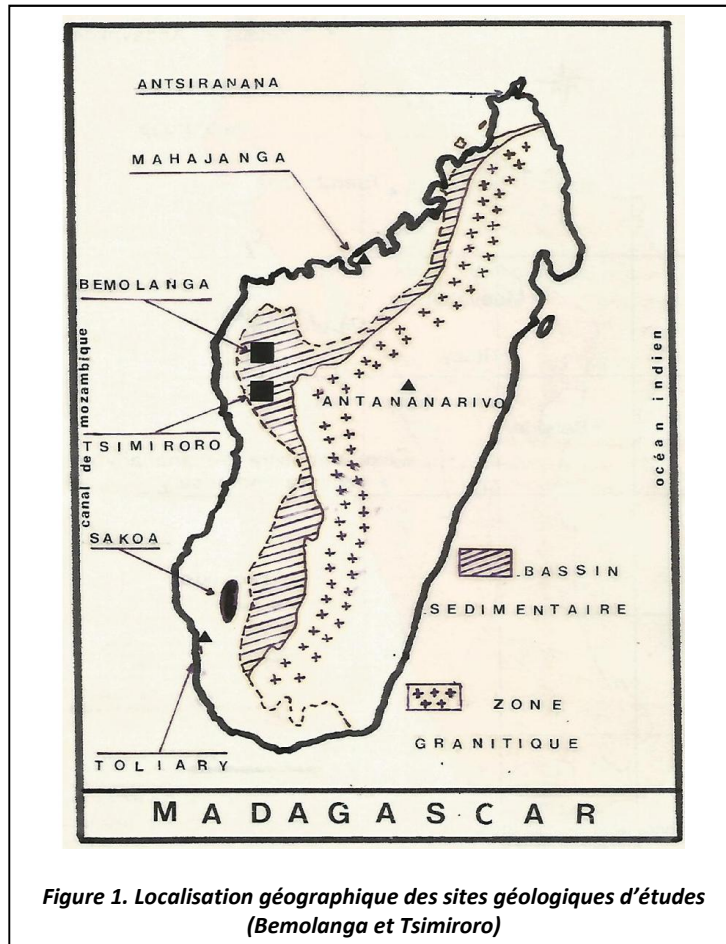 ANTSIRANANA
MAHAJANGA
BEMOLANGA
canal de mozambique
ANTANANARIVO
TSIMIRORO
océan indien
SAKOA
BASSIN
SEDIMENTAIRE
ZONE
GRANITIQUE
TOLIARY
MADAGASCAR
Figure 1. Localisation géographique des sites géologiques d'études
(Bemolanga et Tsimiroro)